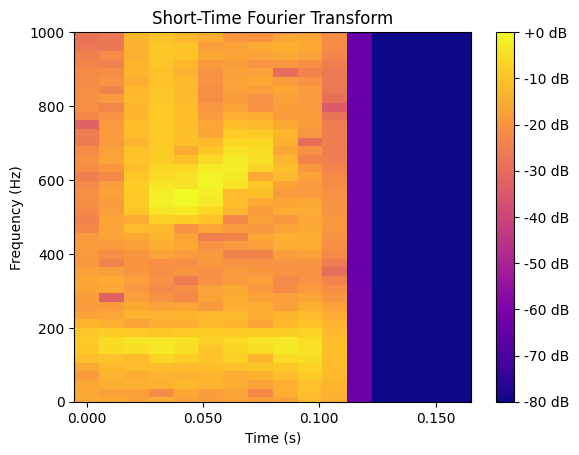 Short-Time Fourier Transform
1000
800
600
400
200
0
Frequency (Hz)
0.000
0.050
0.100
0.150
Time (s)
+0 dB
-10 dB
-20 dB
-30 dB
-40 dB
-50 dB
-60 dB
-70 dB
-80 dB